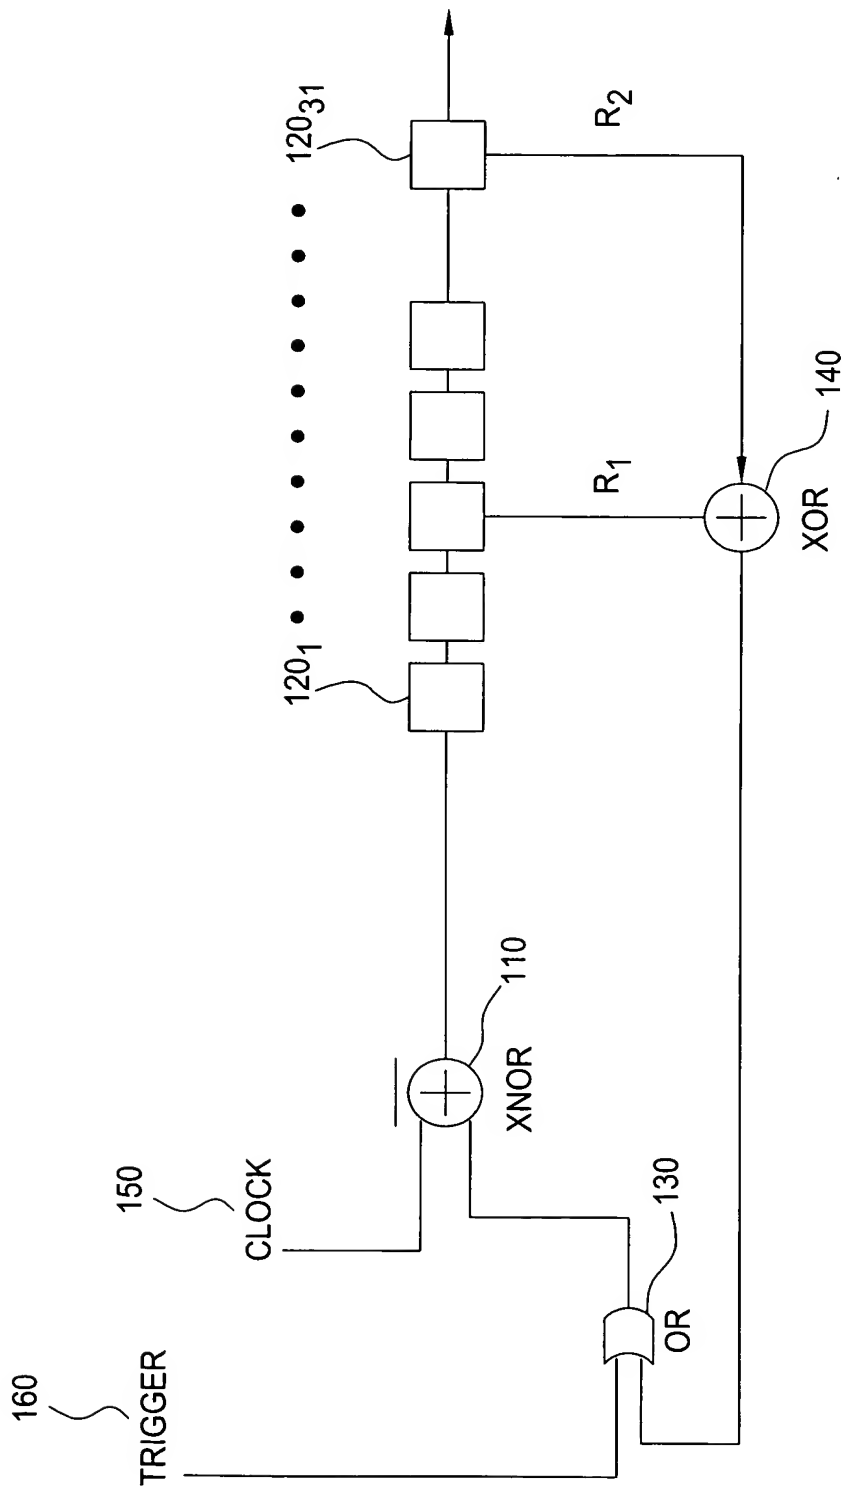 160
TRIGGER
150
CLOCK
130
OR
XNOR
110
120₁
120₃₁
R₁
R₂
140
XOR